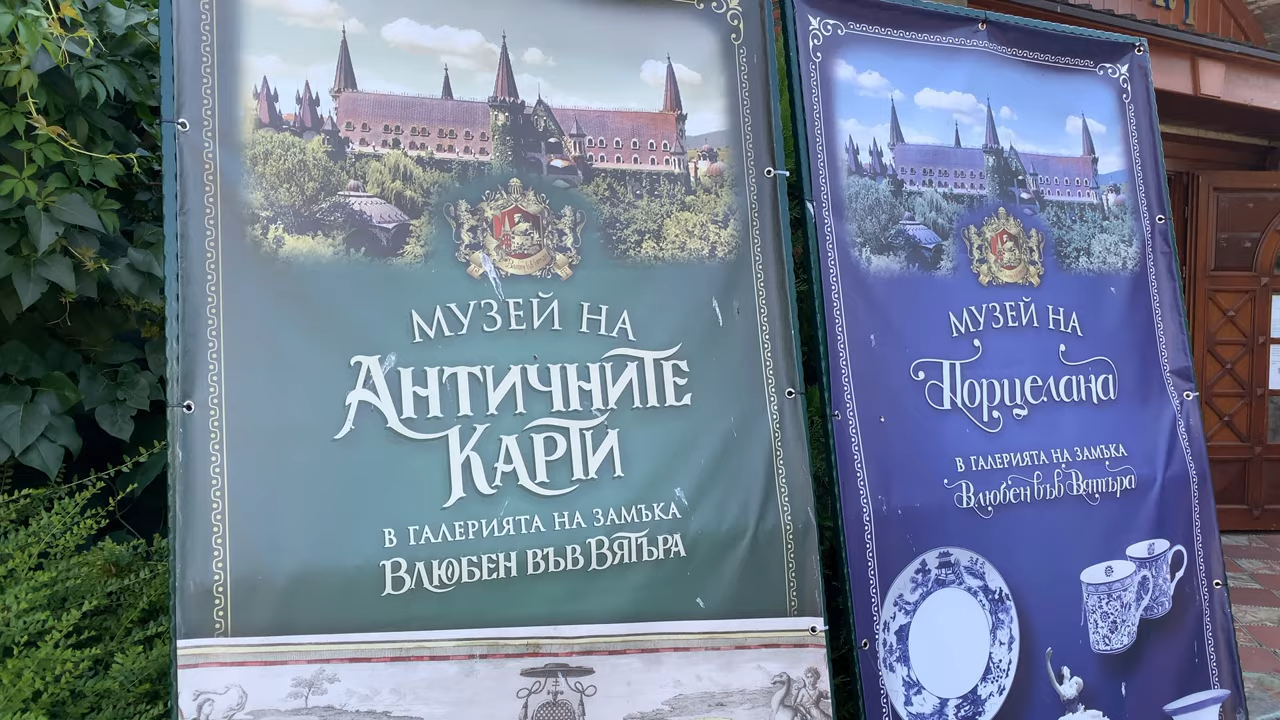 МУЗЕЙ НА
АНТИЧНИТЕ
КАРТИ
В ГАЛЕРИЯТА НА ЗАМЪКА
ВЛЮБЕН ВЪВ ВЯТЪРА
МУЗЕЙ НА
Порцелана
В ГАЛЕРИЯТА НА ЗАМЪКА
Влюбен във Вятъра